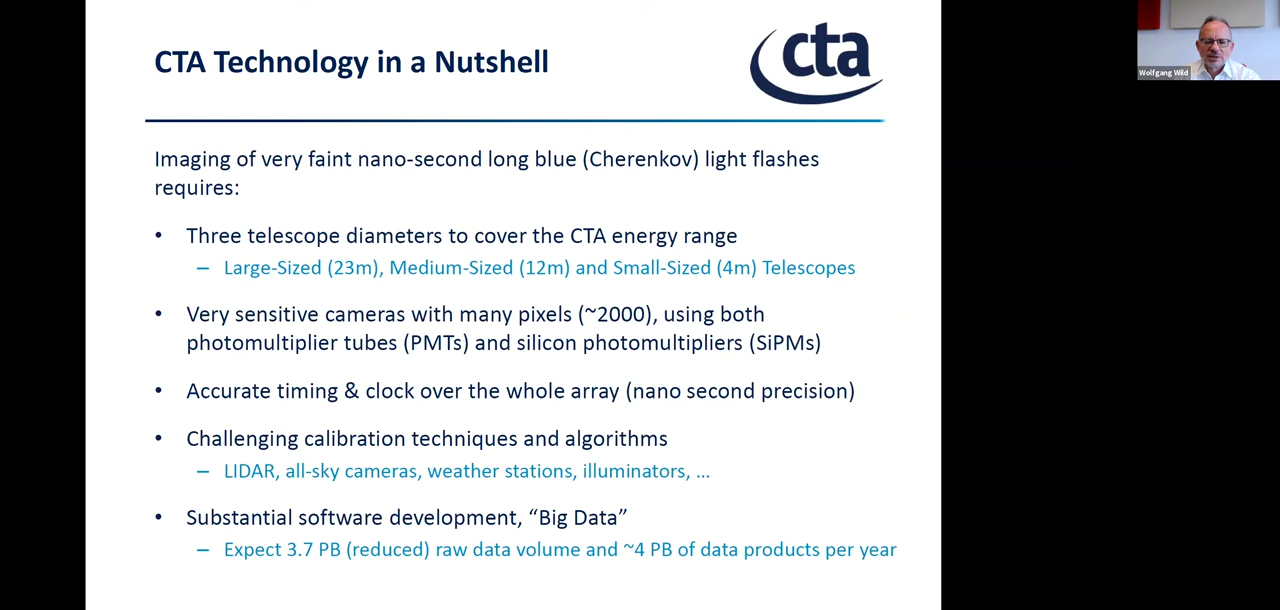 CTA Technology in a Nutshell
cta
Wolfgang Wild
Imaging of very faint nano-second long blue (Cherenkov) light flashes
requires:
• Three telescope diameters to cover the CTA energy range
– Large-Sized (23m), Medium-Sized (12m) and Small-Sized (4m) Telescopes
• Very sensitive cameras with many pixels (~2000), using both
photomultiplier tubes (PMTs) and silicon photomultipliers (SiPMs)
• Accurate timing & clock over the whole array (nano second precision)
• Challenging calibration techniques and algorithms
– LIDAR, all-sky cameras, weather stations, illuminators, …
• Substantial software development, “Big Data”
– Expect 3.7 PB (reduced) raw data volume and ~4 PB of data products per year